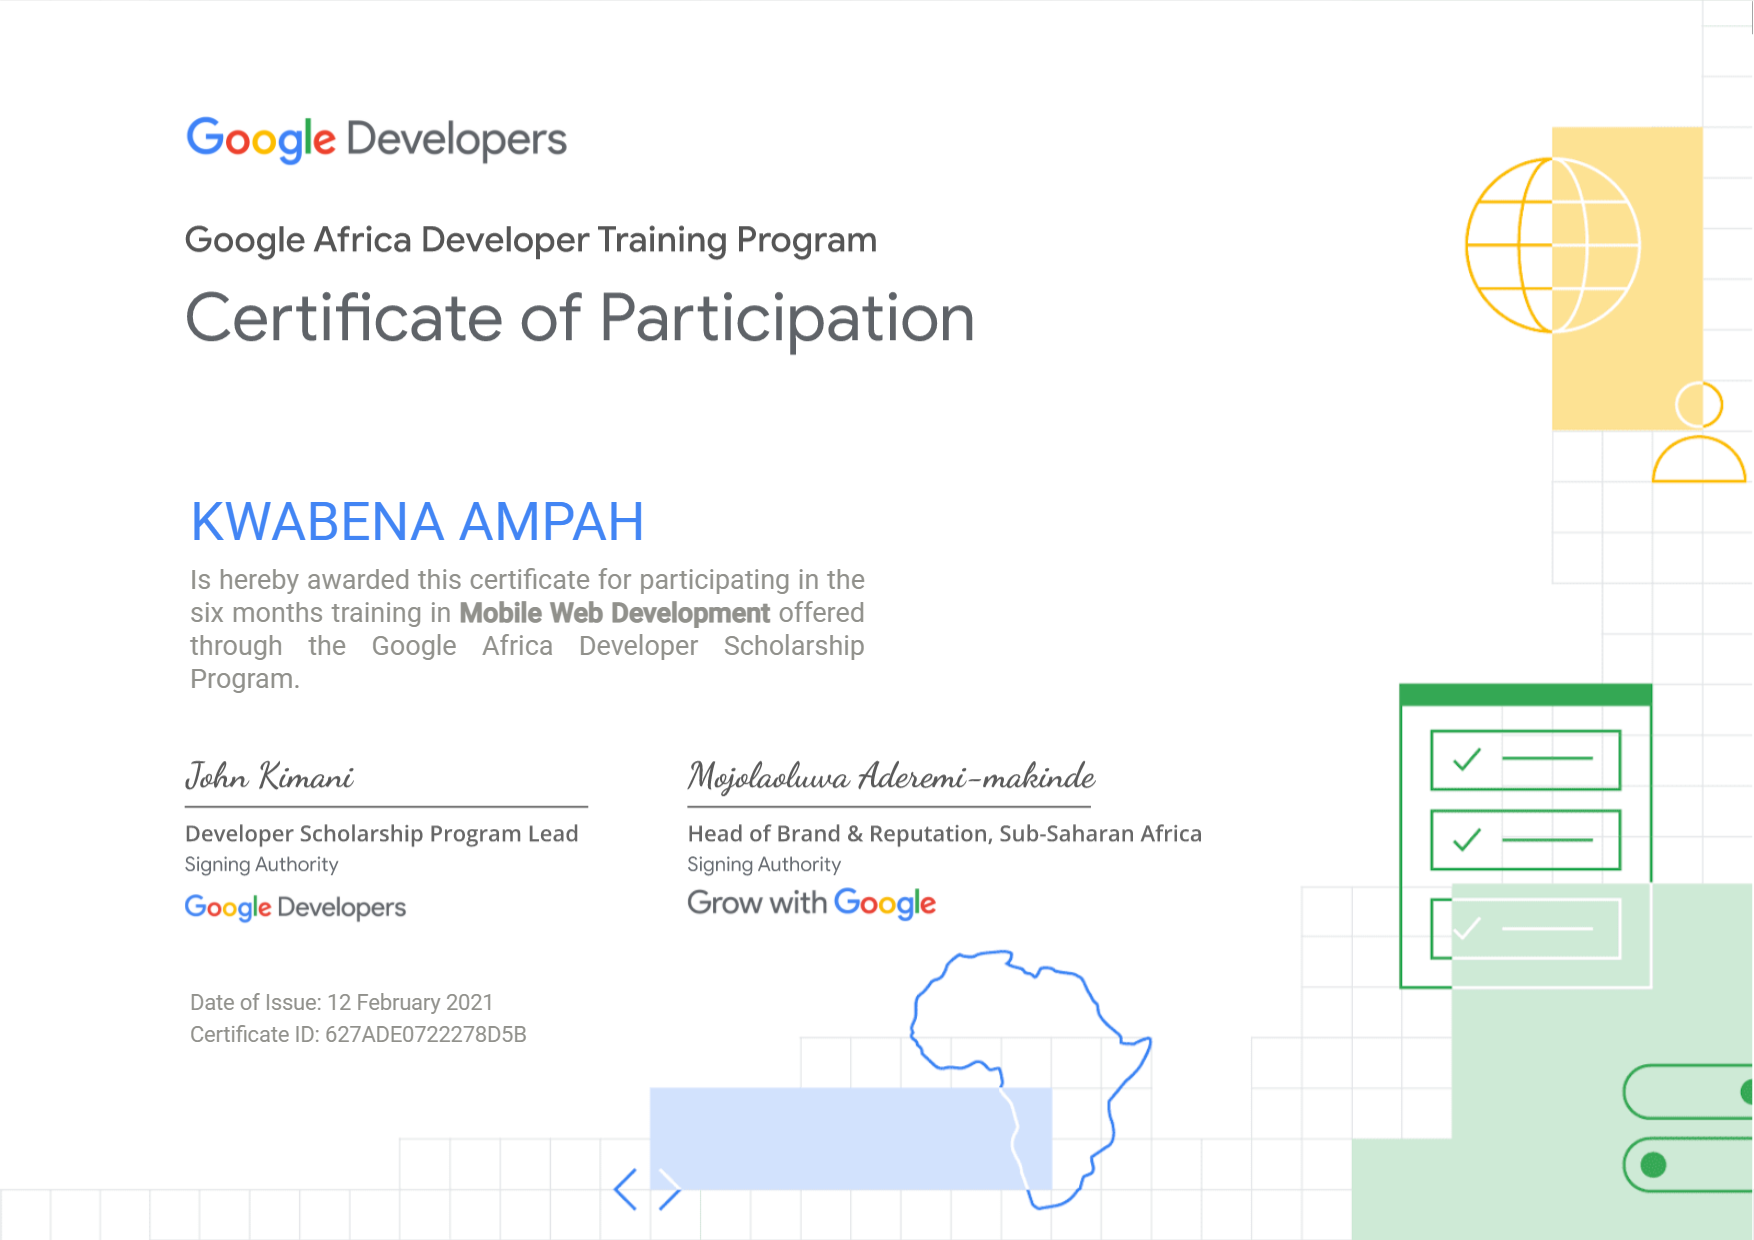 Google Developers
Google Africa Developer Training Program
Certificate of Participation
KWABENA AMPAH
Is hereby awarded this certificate for participating in the
six months training in Mobile Web Development offered
through the Google Africa Developer Scholarship
Program.
John Kimani
Developer Scholarship Program Lead
Signing Authority
Google Developers
Mojolaoluwa Aderemi-makinde
Head of Brand & Reputation, Sub-Saharan Africa
Signing Authority
Grow with Google
Date of Issue: 12 February 2021
Certificate ID: 627ADE0722278D5B